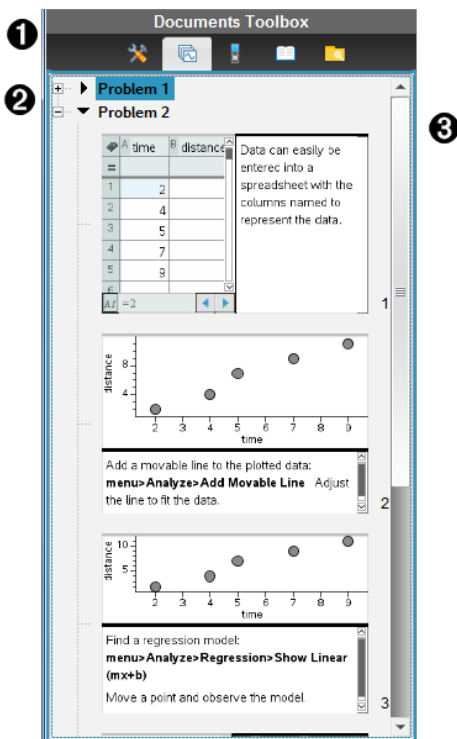 Documents Toolbox
❶
❷
❸
Problem 1
Problem 2
A time B distance
=
1 2
2 4
3 5
4 7
5 9
6
A1 =2
Data can easily be
entered into a
spreadsheet with the
columns named to
represent the data.
1
distance
8
4
2 3 4 5 6 7 8 9
time
Add a movable line to the plotted data:
menu>Analyze>Add Movable Line Adjust
the line to fit the data.
2
distance
10
5
2 3 4 5 6 7 8 9
time
Find a regression model:
menu>Analyze>Regression>Show Linear
(mx+b)
Move a point and observe the model.
3